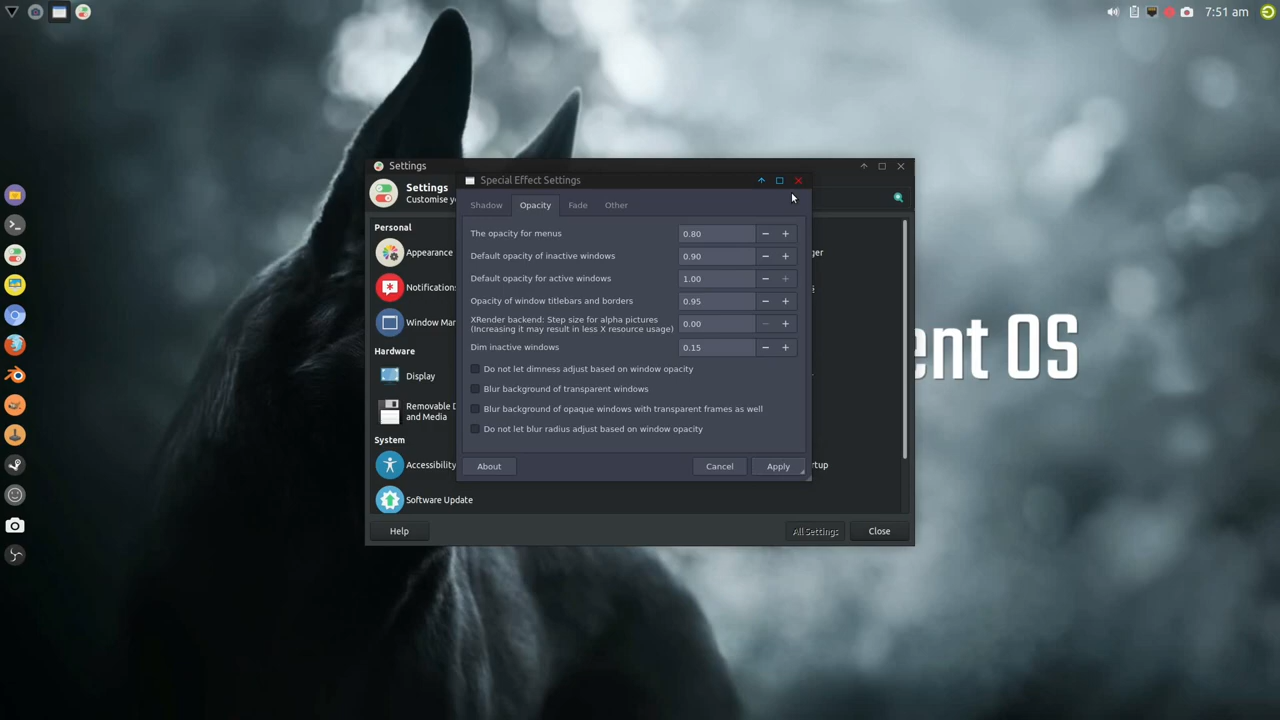 7:51 am
Settings
Settings
Customise yo
Special Effect Settings
Shadow Opacity Fade Other
The opacity for menus 0.80
Default opacity of inactive windows 0.90
Default opacity for active windows 1.00
Opacity of window titlebars and borders 0.95
XRender backend: Step size for alpha pictures
(Increasing it may result in less X resource usage) 0.00
Dim inactive windows 0.15
Do not let dimness adjust based on window opacity
Blur background of transparent windows
Blur background of opaque windows with transparent frames as well
Do not let blur radius adjust based on window opacity
About Cancel Apply
Personal
Appearance
Notifications
Window Mar
Hardware
Display
Removable D
and Media
System
Accessibility
Software Update
Help All Settings Close
ent OS